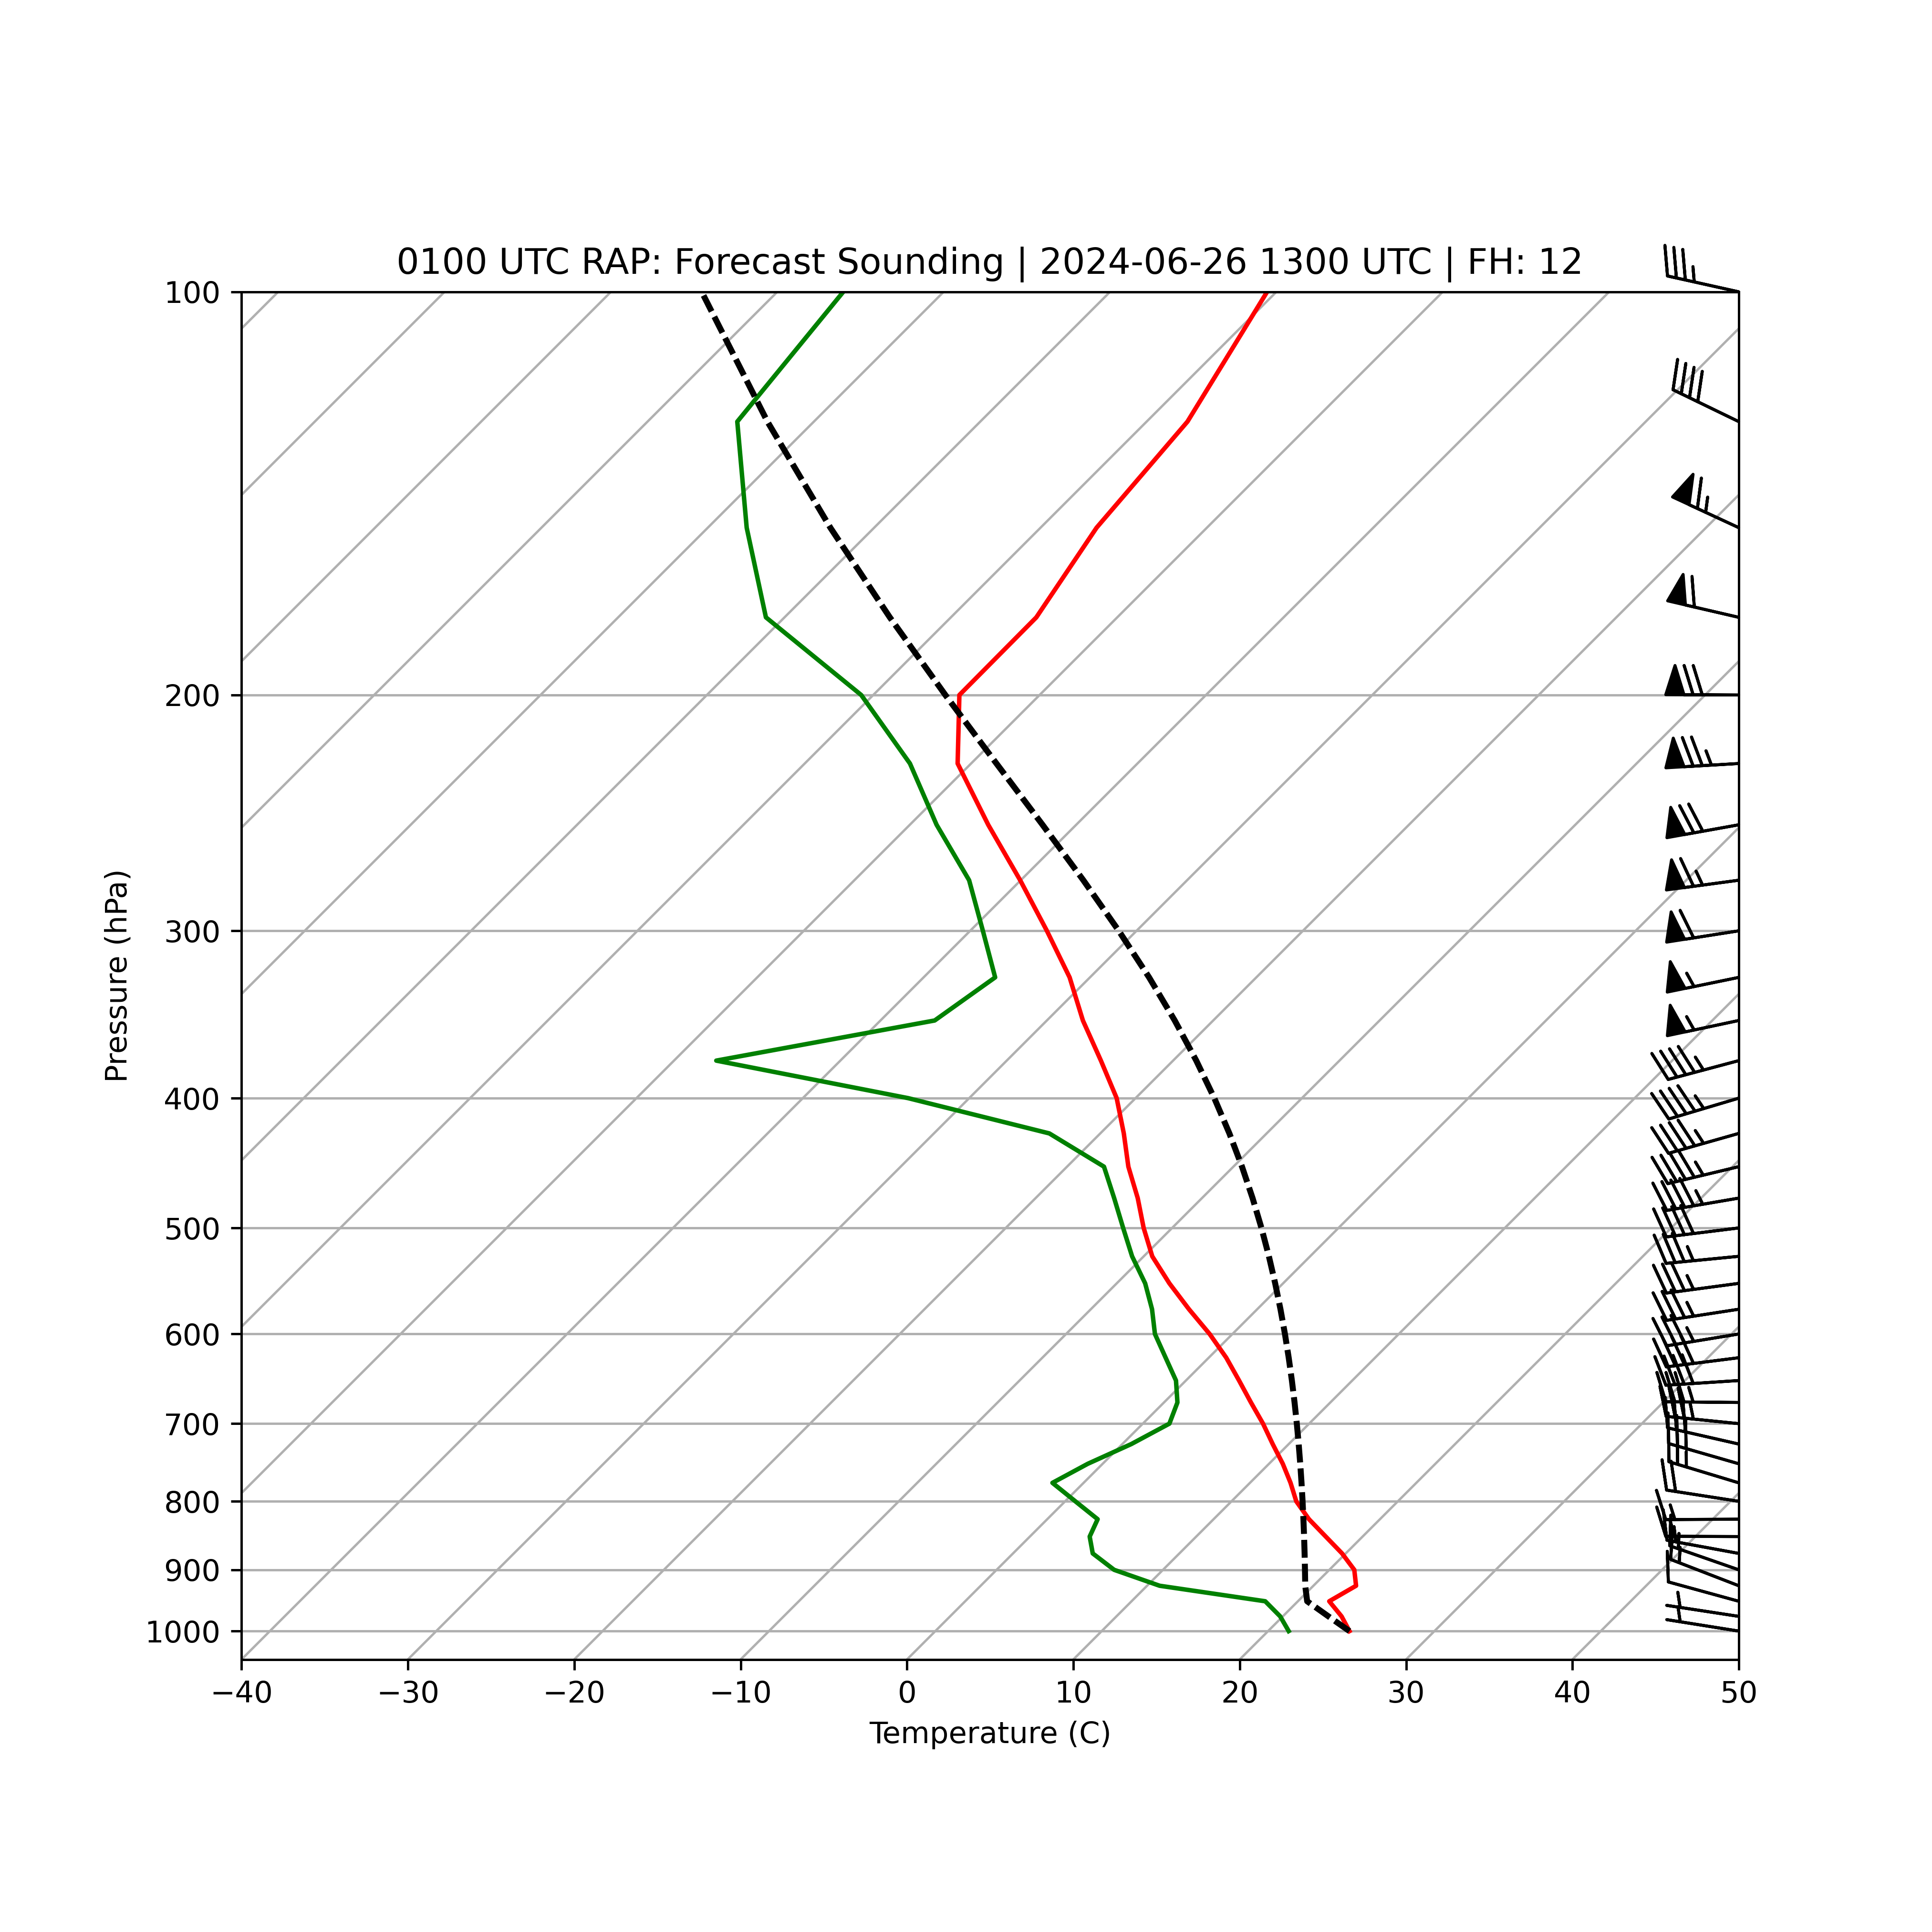 0100 UTC RAP: Forecast Sounding | 2024-06-26 1300 UTC | FH: 12
100
200
300
400
500
600
700
800
900
1000
Pressure (hPa)
−40 −30 −20 −10 0 10 20 30 40 50
Temperature (C)